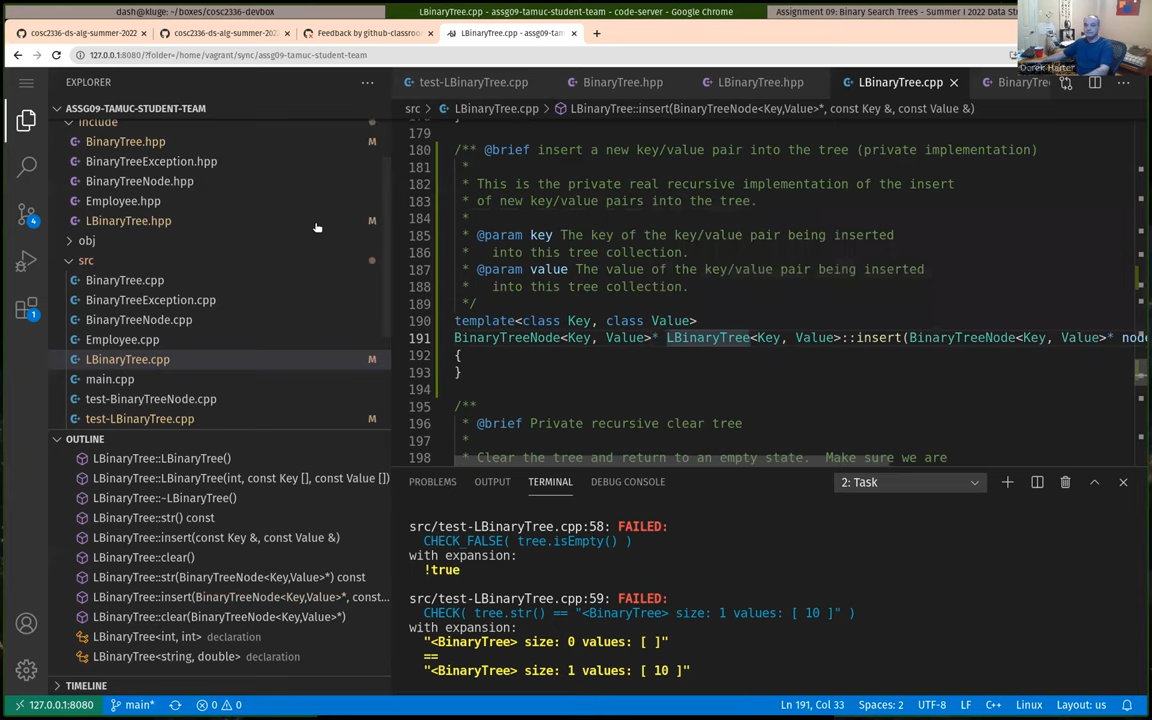 dash@kluge: ~/boxes/cosc2336-devbox
LBinaryTree.cpp - assg09-tamuc-student-team - code-server - Google Chrome
Assignment 09: Binary Search Trees - Summer I 2022 Data
cosc2336-ds-alg-summer-2022
cosc2336-ds-alg-summer-202
Feedback by github-classroo
LBinaryTree.cpp - assg09-tam
127.0.0.1:8080/?folder=/home/vagrant/sync/assg09-tamuc-student-team
Derek Harter
EXPLORER
test-LBinaryTree.cpp
BinaryTree.hpp
LBinaryTree.hpp
LBinaryTree.cpp
BinaryTre
ASSG09-TAMUC-STUDENT-TEAM
src > LBinaryTree.cpp > LBinaryTree::insert(BinaryTreeNode<Key,Value>*, const Key &, const Value &)
include
BinaryTree.hpp M
BinaryTreeException.hpp
BinaryTreeNode.hpp
Employee.hpp
LBinaryTree.hpp M
obj
src
BinaryTree.cpp
BinaryTreeException.cpp
BinaryTreeNode.cpp
Employee.cpp
LBinaryTree.cpp M
main.cpp
test-BinaryTreeNode.cpp
test-LBinaryTree.cpp M
179
180 /** @brief insert a new key/value pair into the tree (private implementation)
181 *
182 * This is the private real recursive implementation of the insert
183 * of new key/value pairs into the tree.
184 *
185 * @param key The key of the key/value pair being inserted
186 * into this tree collection.
187 * @param value The value of the key/value pair being inserted
188 * into this tree collection.
189 */
190 template<class Key, class Value>
191 BinaryTreeNode<Key, Value>* LBinaryTree<Key, Value>::insert(BinaryTreeNode<Key, Value>* node
192 {
193 }
194
195 /**
196 * @brief Private recursive clear tree
197 *
198 * Clear the tree and return to an empty state. Make sure we are
OUTLINE
LBinaryTree::LBinaryTree()
LBinaryTree::LBinaryTree(int, const Key [], const Value [])
LBinaryTree::~LBinaryTree()
LBinaryTree::str() const
LBinaryTree::insert(const Key &, const Value &)
LBinaryTree::clear()
LBinaryTree::str(BinaryTreeNode<Key,Value>*) const
LBinaryTree::insert(BinaryTreeNode<Key,Value>*, const...
LBinaryTree::clear(BinaryTreeNode<Key,Value>*)
LBinaryTree<int, int> declaration
LBinaryTree<string, double> declaration
TIMELINE
PROBLEMS OUTPUT TERMINAL DEBUG CONSOLE
2: Task
src/test-LBinaryTree.cpp:58: FAILED:
CHECK_FALSE( tree.isEmpty() )
with expansion:
!true
src/test-LBinaryTree.cpp:59: FAILED:
CHECK( tree.str() == "<BinaryTree> size: 1 values: [ 10 ]" )
with expansion:
"<BinaryTree> size: 0 values: [ ]"
==
"<BinaryTree> size: 1 values: [ 10 ]"
4
1
127.0.0.1:8080 main* 0 0
Ln 191, Col 33 Spaces: 2 UTF-8 LF C++ Linux Layout: us